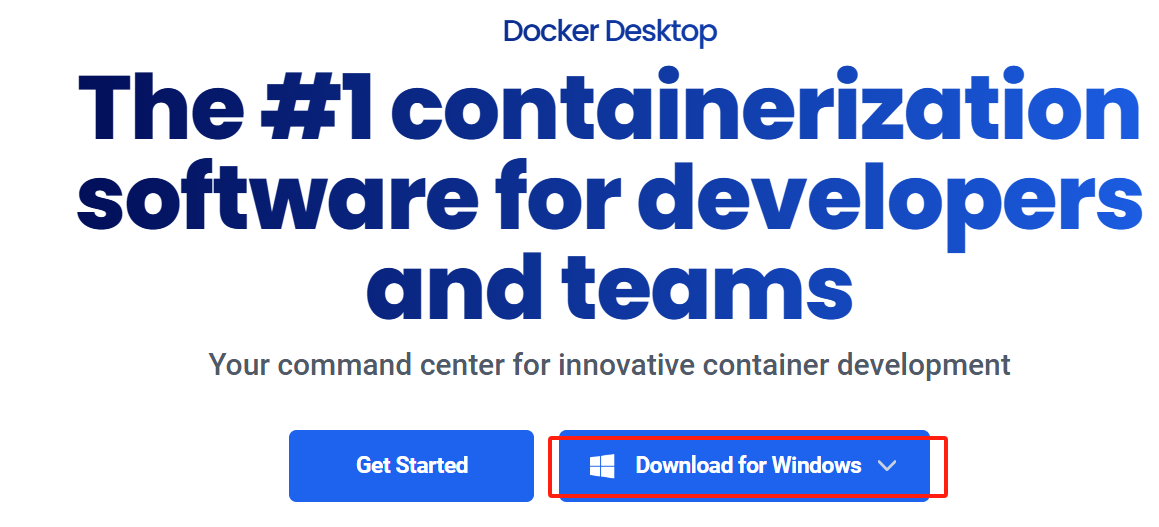 Docker Desktop
The #1 containerization
software for developers
and teams
Your command center for innovative container development
Get Started
Download for Windows